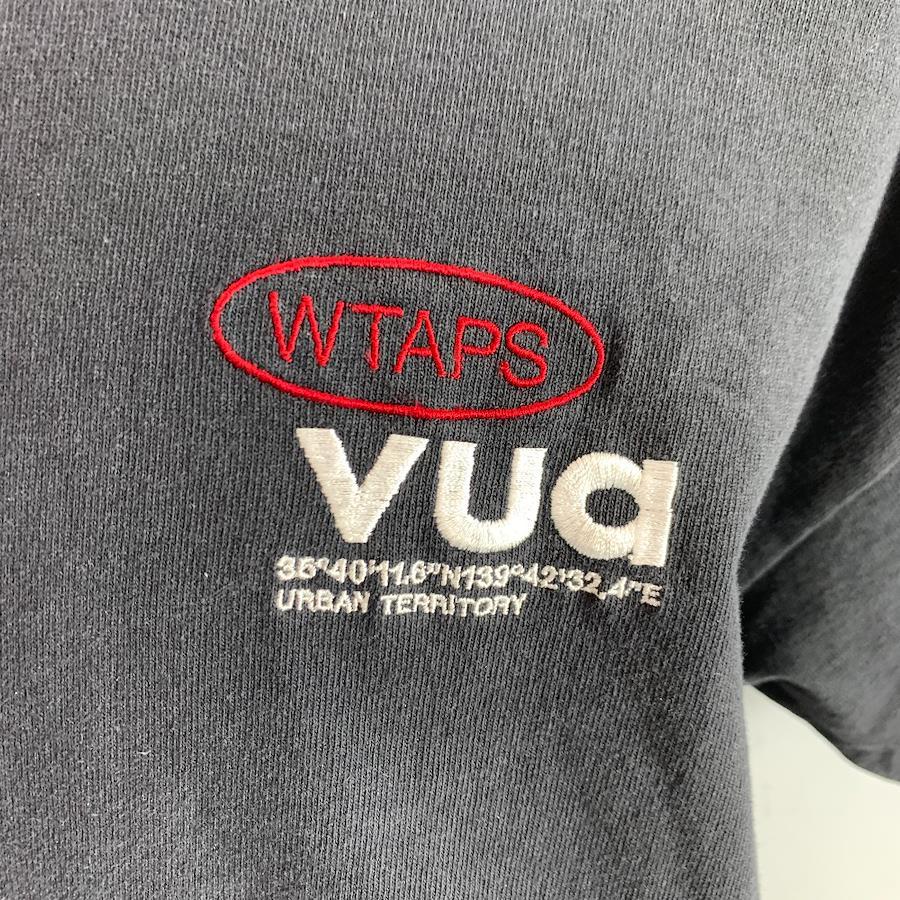 WTAPS
vua
35°40'11.6"N139°42'32.4"E
URBAN TERRITORY